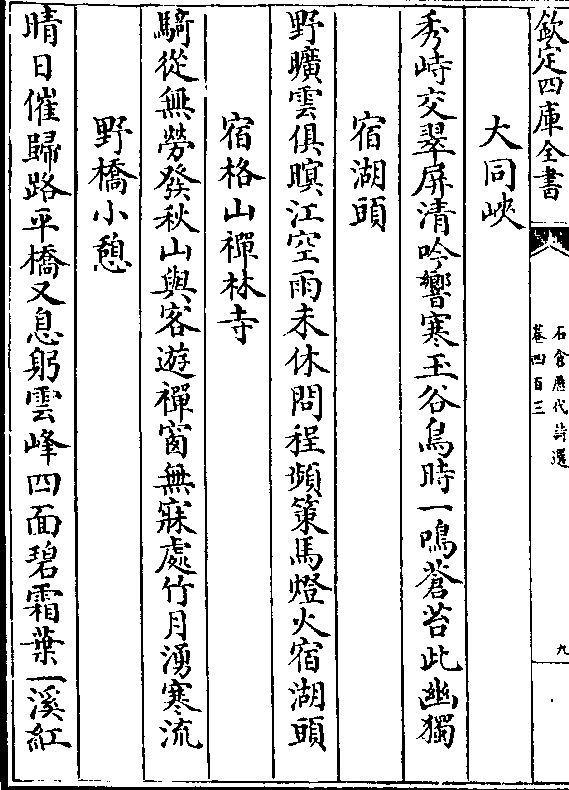 欽定四庫全書
石倉歷代詩選
卷四百三
九
大同峽
秀峙交翠屏清吟響寒玉谷鳥時一鳴蒼苔此幽獨
宿湖頭
野曠雲俱暝江空雨未休問程頻策馬燈火宿湖頭
宿格山禪林寺
騎從無勞發秋山與客遊禪窗無寐處竹月湧寒流
野橋小憩
晴日催歸路平橋又息躬雲峰四面碧霜葉一溪紅